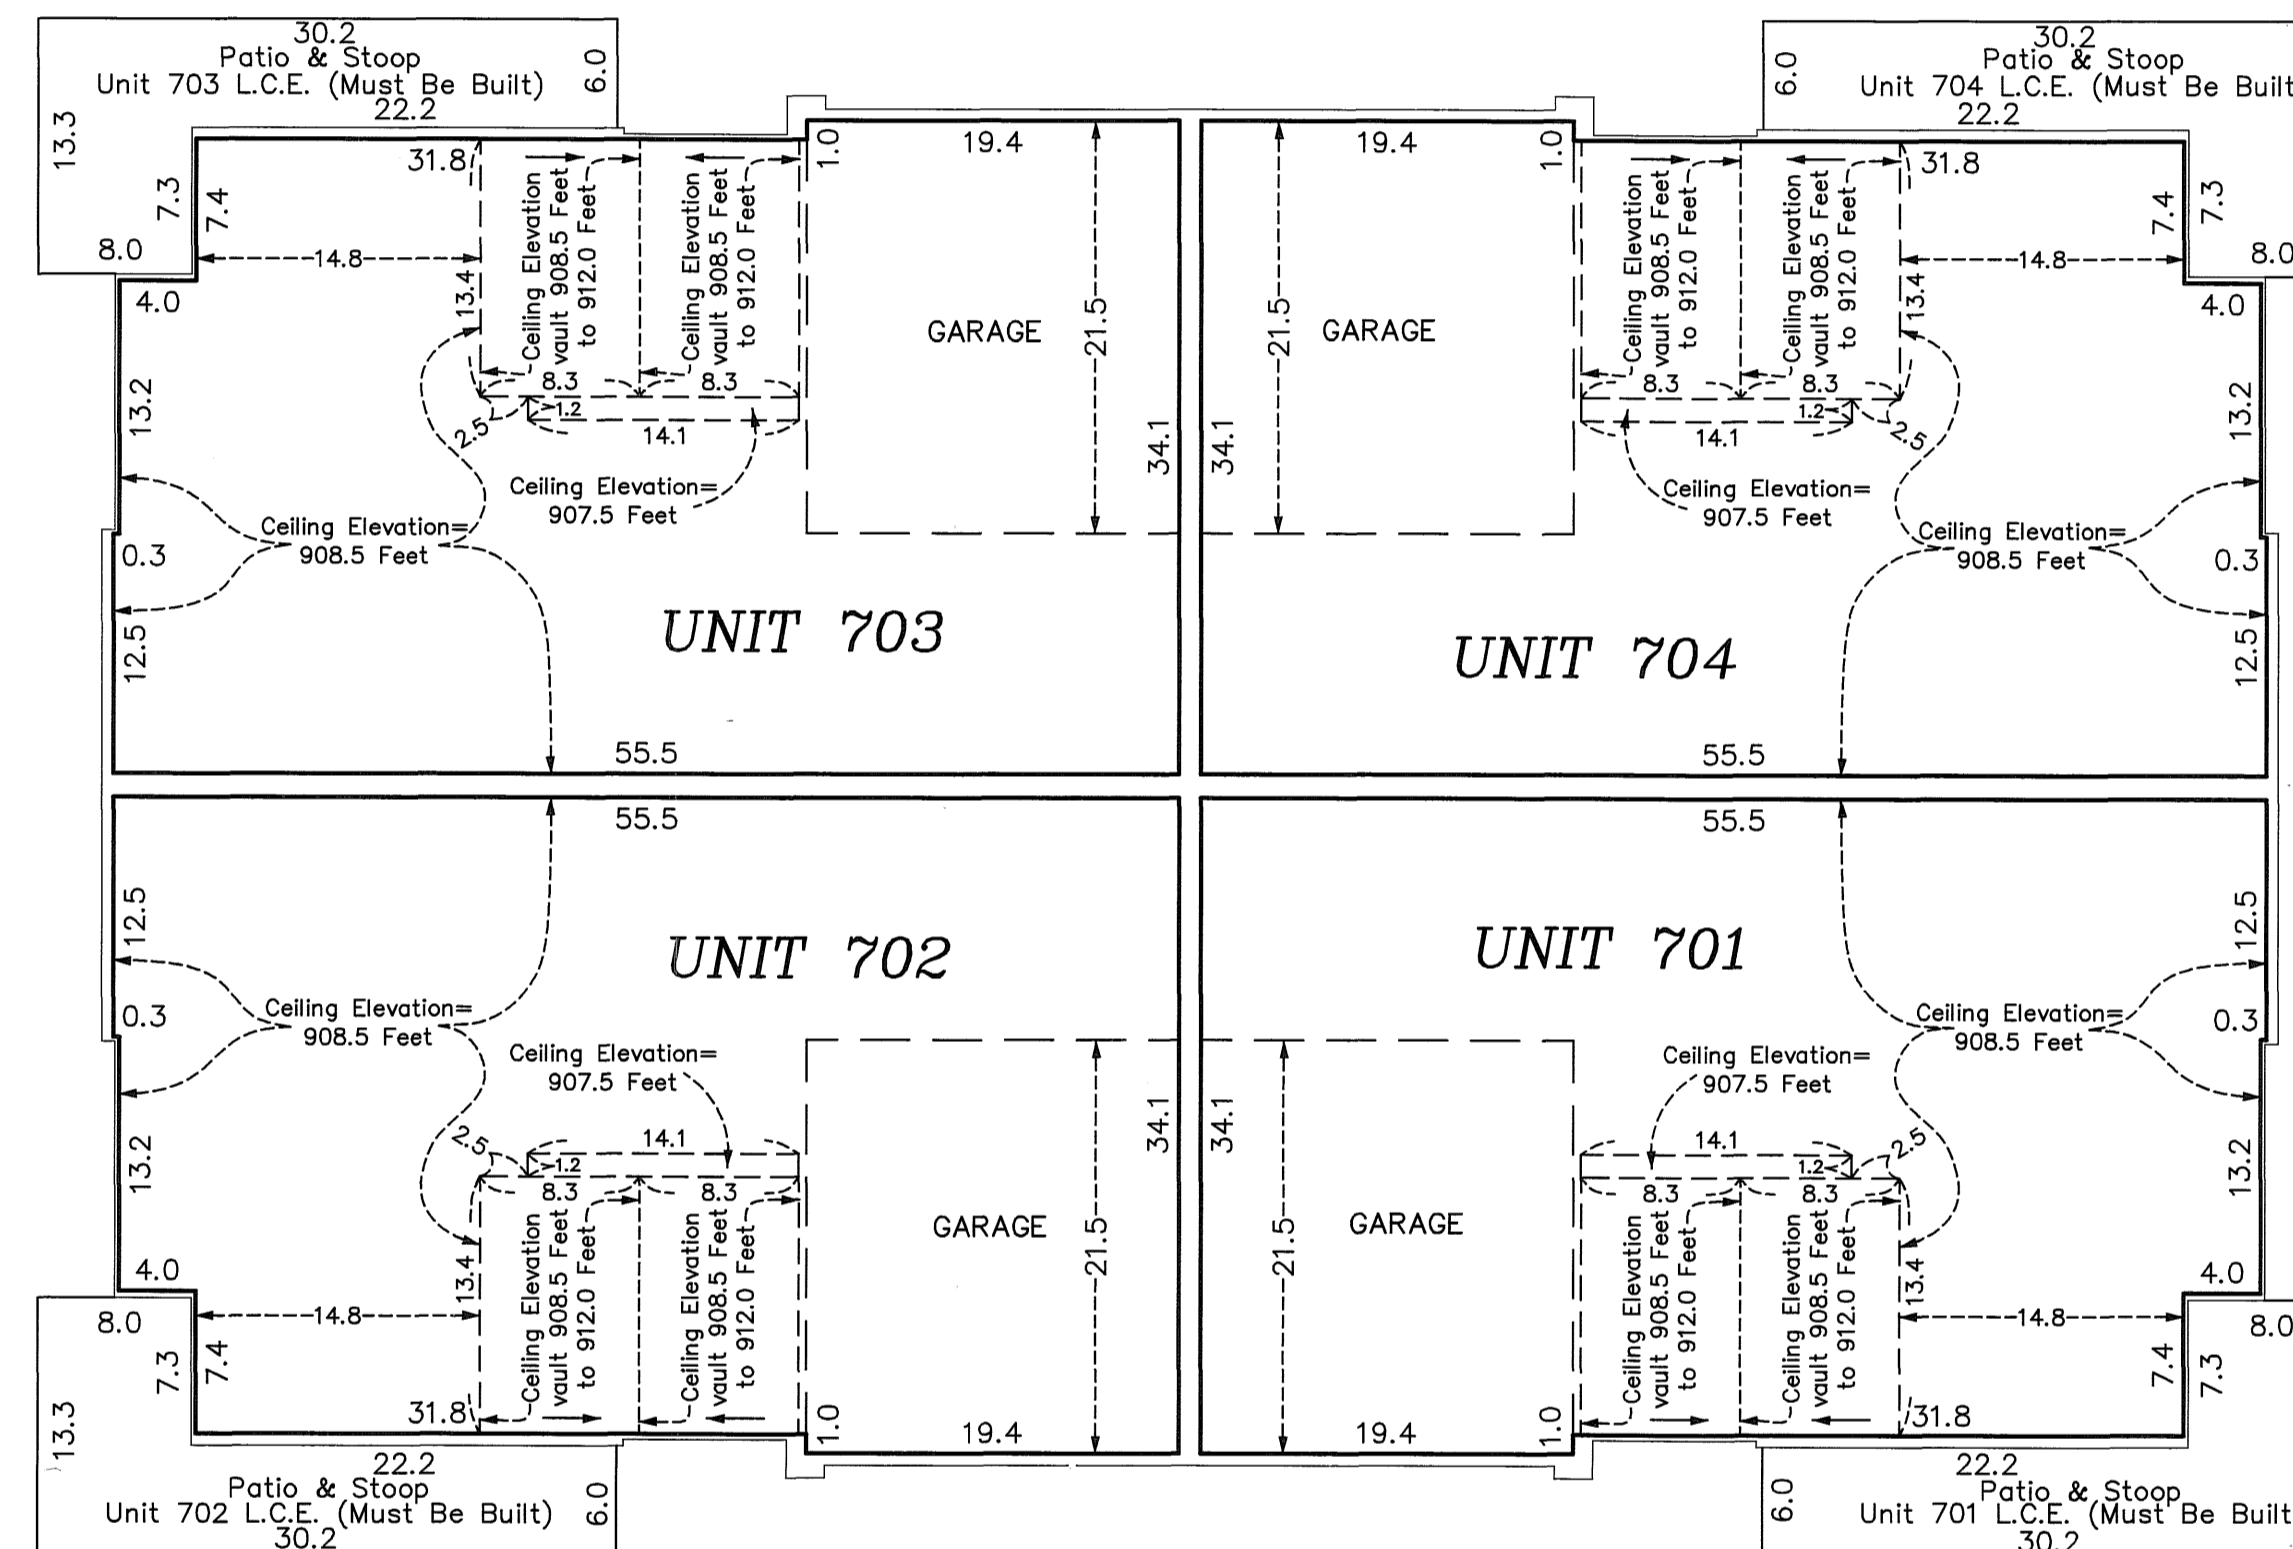 30.2
Patio & Stoop
Unit 703 L.C.E. (Must Be Built)
22.2
6.0
13.3
7.3
8.0
7.4
31.8
14.8
4.0
13.4
Ceiling Elevation
vault 908.5 Feet
to 912.0 Feet
Ceiling Elevation
vault 908.5 Feet
to 912.0 Feet
1.0
19.4
GARAGE
21.5
34.1
8.3
8.3
1.2
2.5
14.1
13.2
Ceiling Elevation=
907.5 Feet
Ceiling Elevation=
908.5 Feet
0.3
12.5
UNIT 703
55.5
30.2
Patio & Stoop
Unit 704 L.C.E. (Must Be Built
22.2
6.0
19.4
1.0
31.8
7.4
7.3
8.0
14.8
4.0
13.4
Ceiling Elevation
vault 908.5 Feet
to 912.0 Feet
Ceiling Elevation
vault 908.5 Feet
to 912.0 Feet
GARAGE
21.5
34.1
8.3
8.3
1.2
2.5
14.1
13.2
Ceiling Elevation=
907.5 Feet
Ceiling Elevation=
908.5 Feet
0.3
12.5
UNIT 704
55.5
55.5
12.5
UNIT 702
0.3
Ceiling Elevation=
908.5 Feet
Ceiling Elevation=
907.5 Feet
34.1
2.5
14.1
1.2
8.3
8.3
13.2
Ceiling Elevation
vault 908.5 Feet
to 912.0 Feet
Ceiling Elevation
vault 908.5 Feet
to 912.0 Feet
GARAGE
21.5
13.4
4.0
8.0
14.8
7.3
7.4
31.8
1.0
19.4
13.3
22.2
Patio & Stoop
Unit 702 L.C.E. (Must Be Built)
30.2
6.0
55.5
12.5
UNIT 701
0.3
Ceiling Elevation=
908.5 Feet
Ceiling Elevation=
907.5 Feet
34.1
14.1
2.5
1.2
8.3
8.3
13.2
GARAGE
21.5
Ceiling Elevation
vault 908.5 Feet
to 912.0 Feet
Ceiling Elevation
vault 908.5 Feet
to 912.0 Feet
13.4
4.0
8.0
14.8
7.4
7.3
31.8
1.0
19.4
22.2
Patio & Stoop
Unit 701 L.C.E. (Must Be Built
30.2
6.0